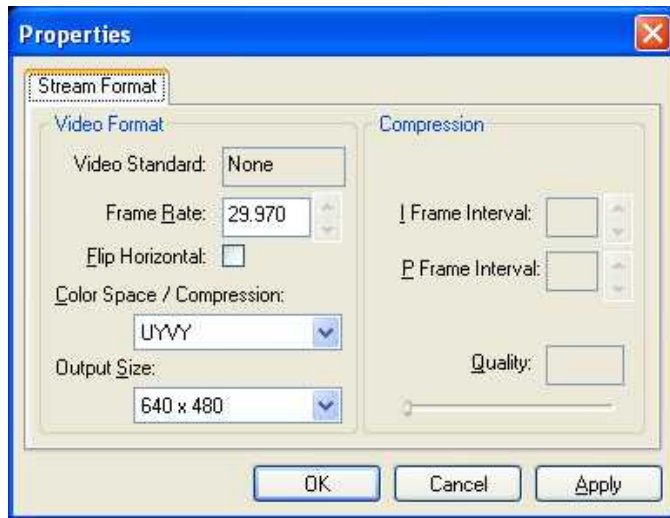 Properties
Stream Format
Video Format
Video Standard: None
Frame Rate: 29.970
Flip Horizontal:
Color Space / Compression:
UYVY
Output Size:
640 x 480
Compression
I Frame Interval:
P Frame Interval:
Quality:
OK Cancel Apply